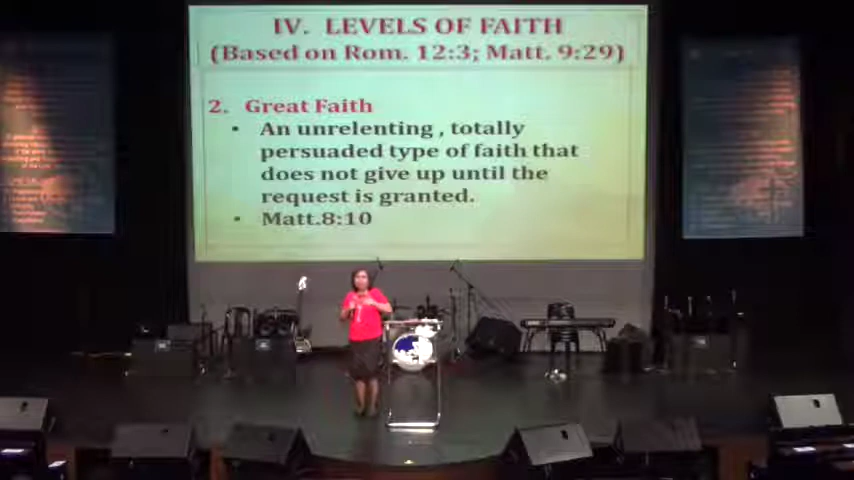 IV. LEVELS OF FAITH
(Based on Rom. 12:3; Matt. 9:29)
2. Great Faith
• An unrelenting , totally
persuaded type of faith that
does not give up until the
request is granted.
• Matt.8:10